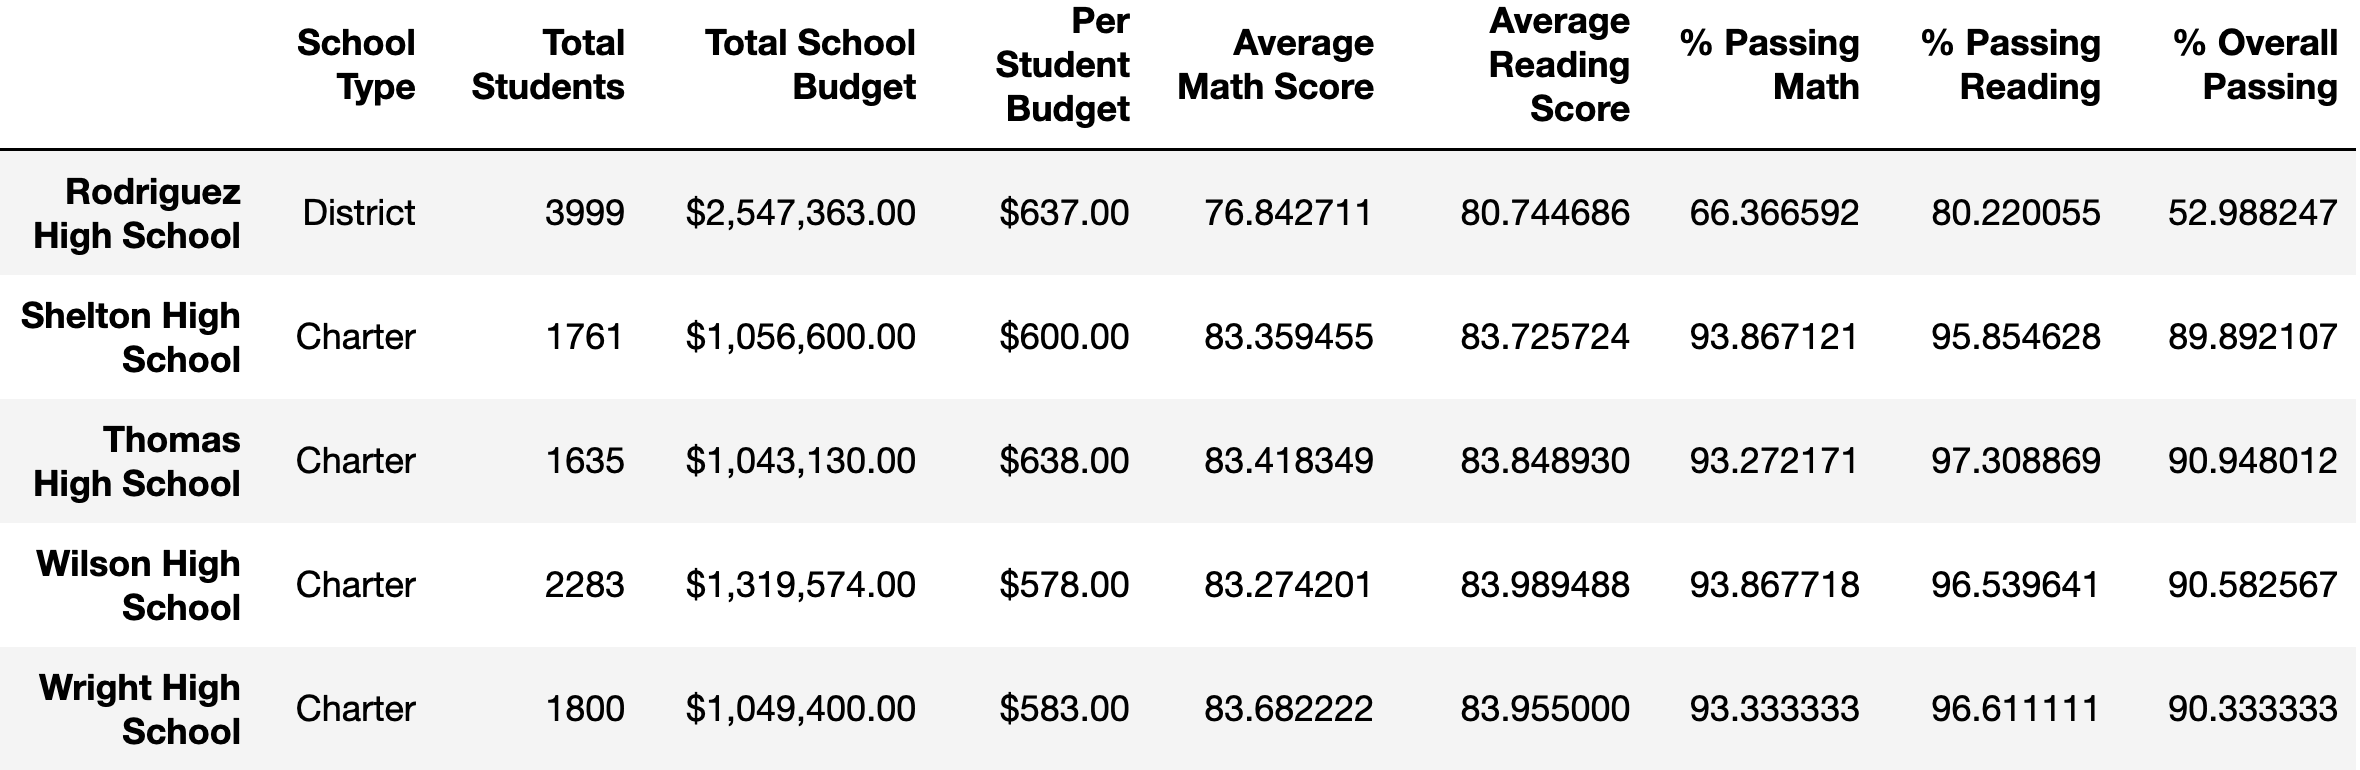 School Type Total Students Total School Budget Per Student Budget Average Math Score Average Reading Score % Passing Math % Passing Reading % Overall Passing
Rodriguez High School District 3999 $2,547,363.00 $637.00 76.842711 80.744686 66.366592 80.220055 52.988247
Shelton High School Charter 1761 $1,056,600.00 $600.00 83.359455 83.725724 93.867121 95.854628 89.892107
Thomas High School Charter 1635 $1,043,130.00 $638.00 83.418349 83.848930 93.272171 97.308869 90.948012
Wilson High School Charter 2283 $1,319,574.00 $578.00 83.274201 83.989488 93.867718 96.539641 90.582567
Wright High School Charter 1800 $1,049,400.00 $583.00 83.682222 83.955000 93.333333 96.611111 90.333333